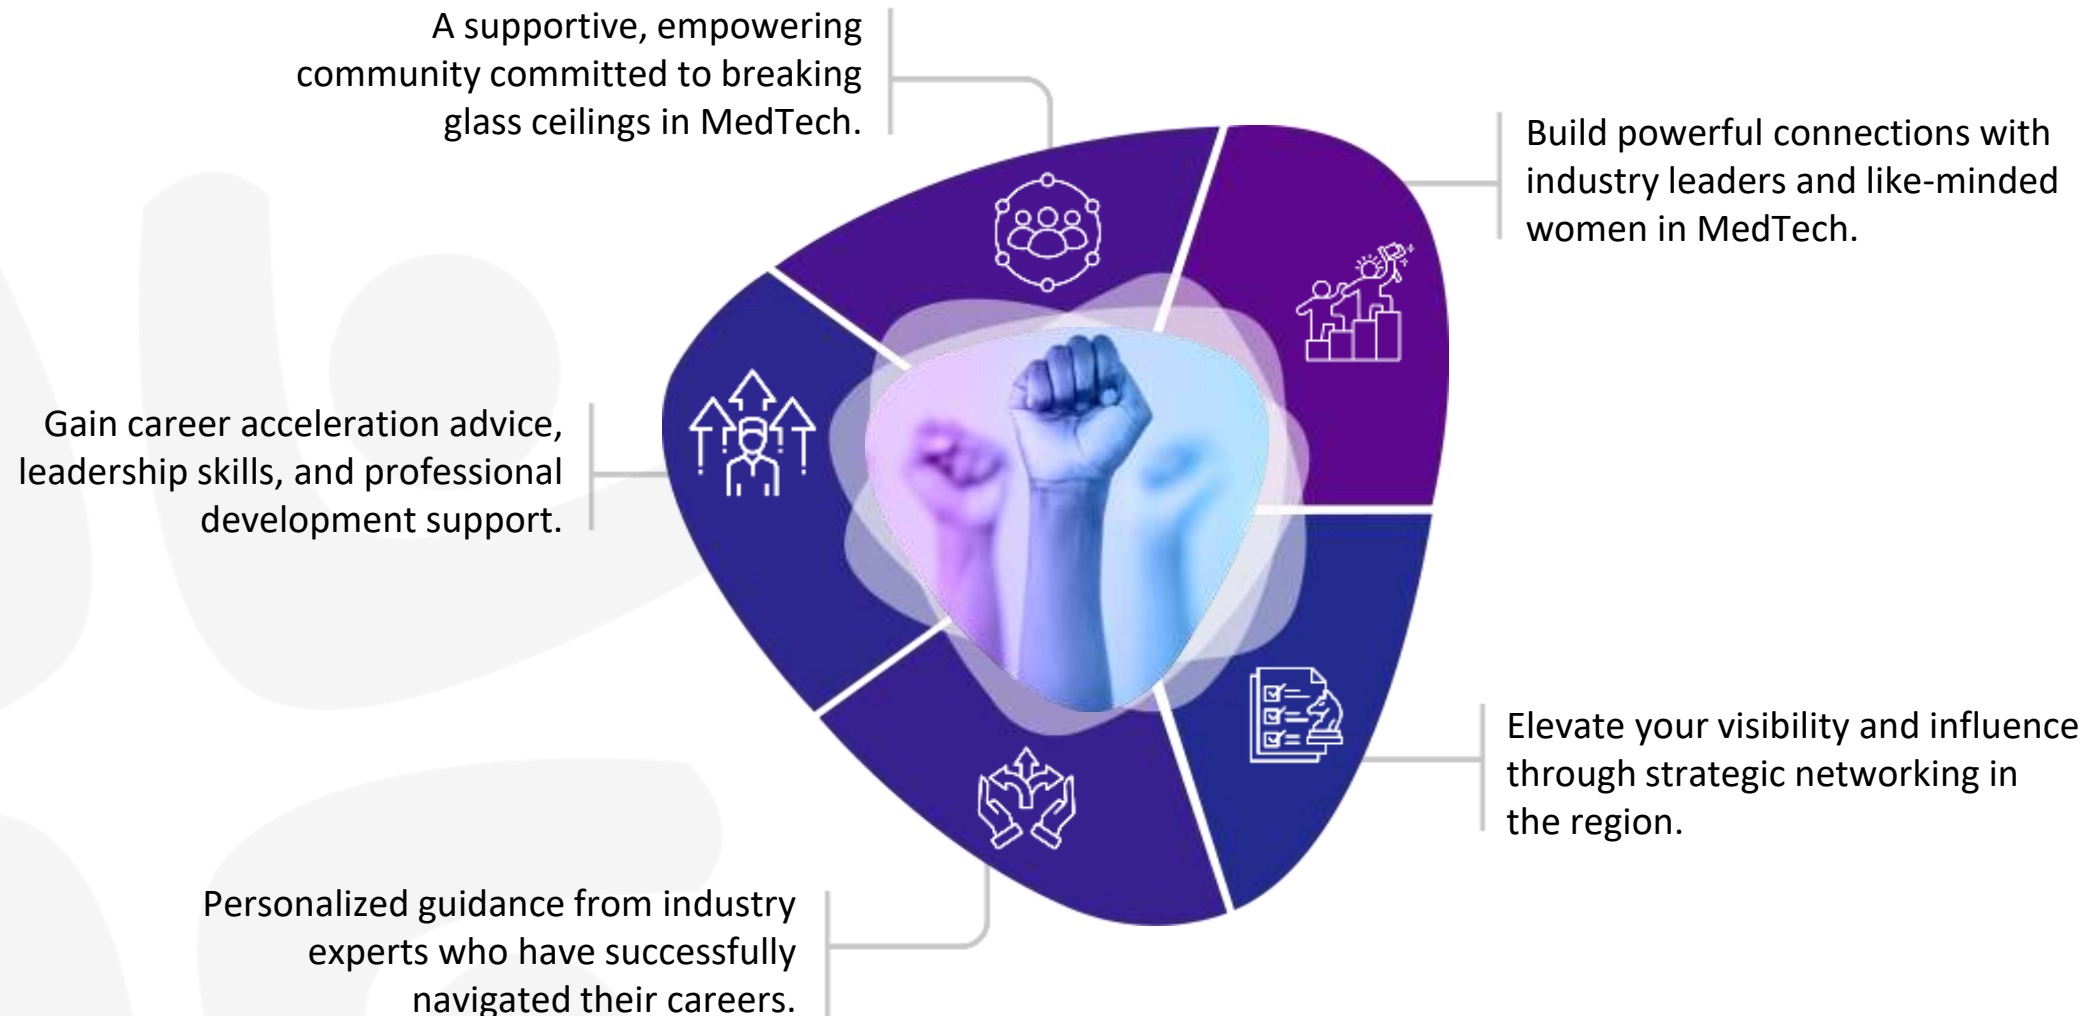 A supportive, empowering
community committed to breaking
glass ceilings in MedTech.
Build powerful connections with
industry leaders and like-minded
women in MedTech.
Gain career acceleration advice,
leadership skills, and professional
development support.
Elevate your visibility and influence
through strategic networking in
the region.
Personalized guidance from industry
experts who have successfully
navigated their careers.